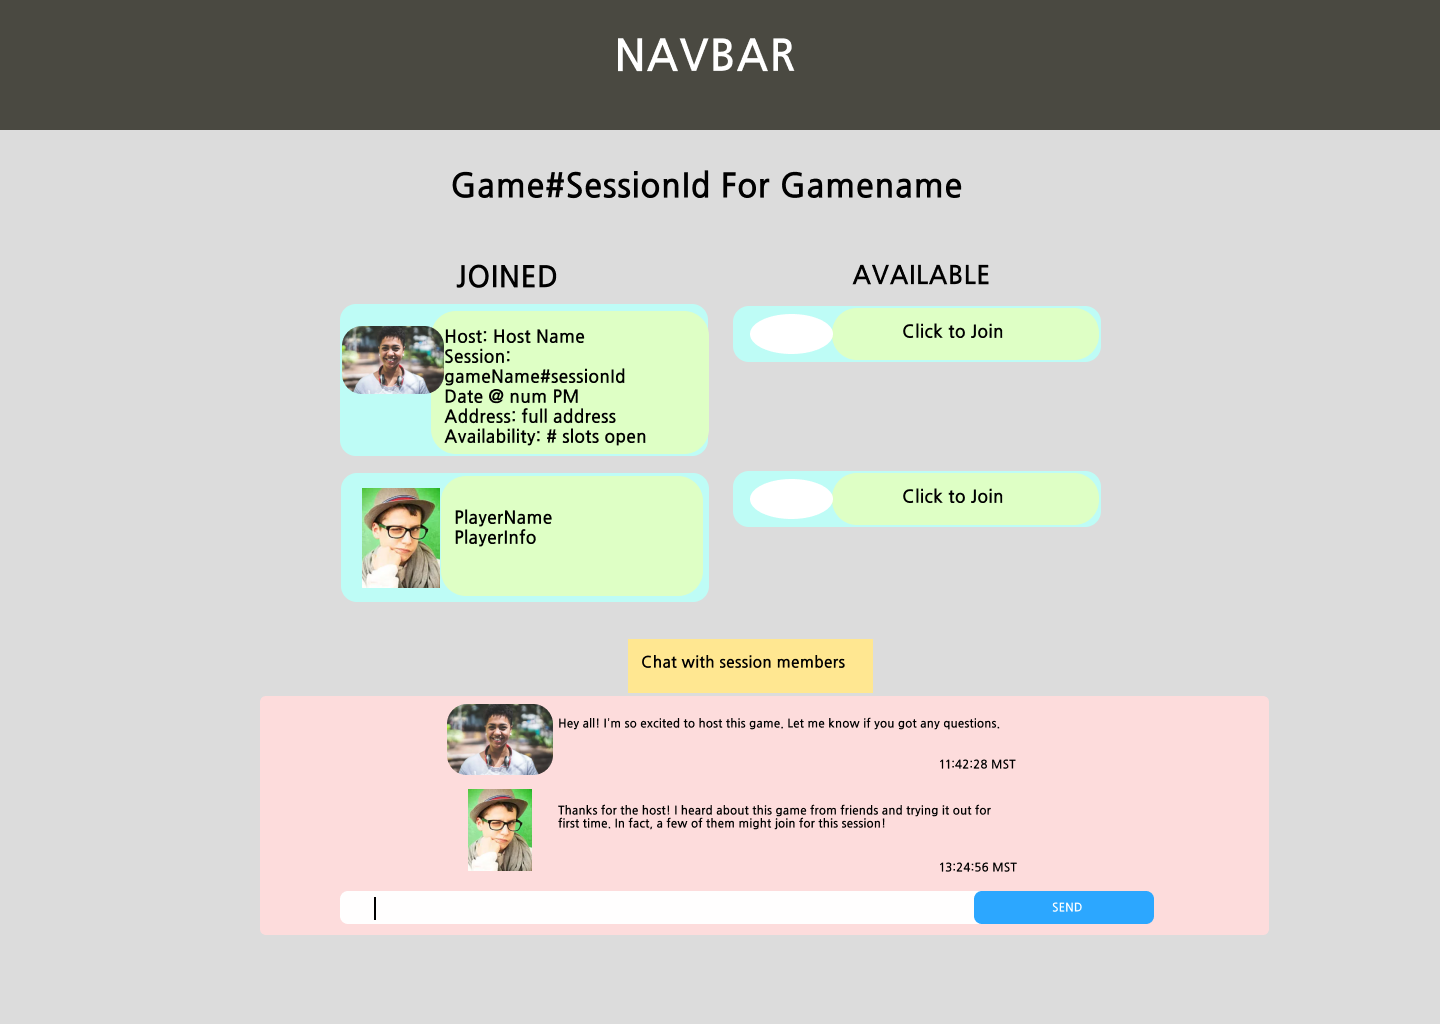 NAVBAR
Game#SessionId For Gamename
JOINED
Host: Host Name
Session:
gameName#sessionId
Date @ num PM
Address: full address
Availability: # slots open
PlayerName
PlayerInfo
AVAILABLE
Click to Join
Click to Join
Chat with session members
Hey all! I'm so excited to host this game. Let me know if you got any questions.
11:42:28 MST
Thanks for the host! I heard about this game from friends and trying it out for
first time. In fact, a few of them might join for this session!
13:24:56 MST
SEND